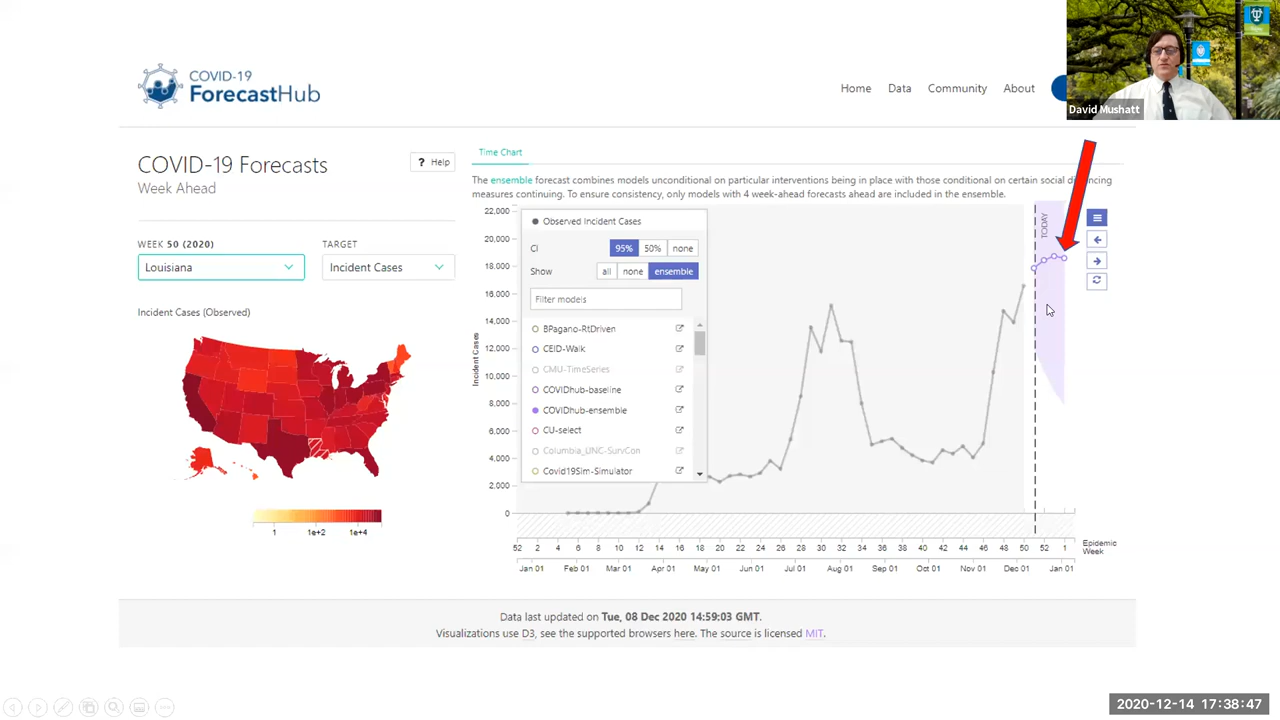 COVID-19
ForecastHub
Home Data Community About
David Mushatt
COVID-19 Forecasts
Week Ahead
? Help
WEEK 50 (2020)
TARGET
Louisiana
Incident Cases
Incident Cases (Observed)
1 1e+2 1e+4
Time Chart
The ensemble forecast combines models unconditional on particular interventions being in place with those conditional on certain social distancing
measures continuing. To ensure consistency, only models with 4 week-ahead forecasts ahead are included in the ensemble.
Observed Incident Cases
CI 95% 50% none
Show all none ensemble
Filter models
BPagano-RtDriven
CEID-Walk
CMU-TimeSeries
COVIDhub-baseline
COVIDhub-ensemble
CU-select
Columbia_UNC-SurvCon
Covid19Sim-Simulator
TODAY
Incident Cases
22,000
20,000
18,000
16,000
14,000
12,000
10,000
8,000
6,000
4,000
2,000
0
52 2 4 6 8 10 12 14 16 18 20 22 24 26 28 30 32 34 36 38 40 42 44 46 48 50 52 1
Epidemic
Week
Jan 01 Feb 01 Mar 01 Apr 01 May 01 Jun 01 Jul 01 Aug 01 Sep 01 Oct 01 Nov 01 Dec 01 Jan 01
Data last updated on Tue, 08 Dec 2020 14:59:03 GMT.
Visualizations use D3, see the supported browsers here. The source is licensed MIT.
2020-12-14 17:38:47